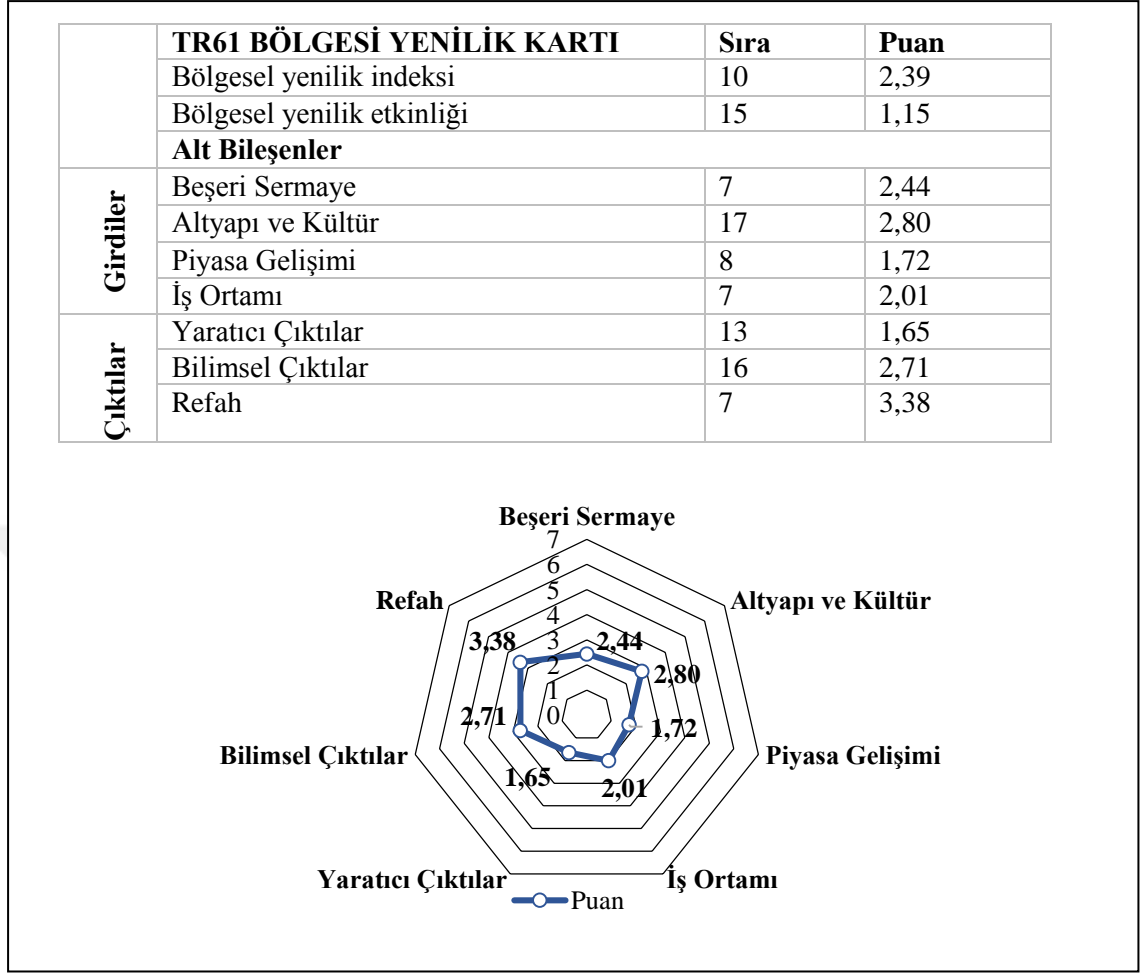 TR61 BÖLGESİ YENİLİK KARTI Sıra Puan
Bölgesel yenilik indeksi 10 2,39
Bölgesel yenilik etkinliği 15 1,15
Alt Bileşenler
Girdiler
Beşeri Sermaye 7 2,44
Altyapı ve Kültür 17 2,80
Piyasa Gelişimi 8 1,72
İş Ortamı 7 2,01
Çıktılar
Yaratıcı Çıktılar 13 1,65
Bilimsel Çıktılar 16 2,71
Refah 7 3,38
Beşeri Sermaye
7
6
Refah Altyapı ve Kültür
5
4
3
3,38 2,44
2
2,80
1
2,71 0 1,72
Bilimsel Çıktılar Piyasa Gelişimi
1,65 2,01
Yaratıcı Çıktılar İş Ortamı
Puan